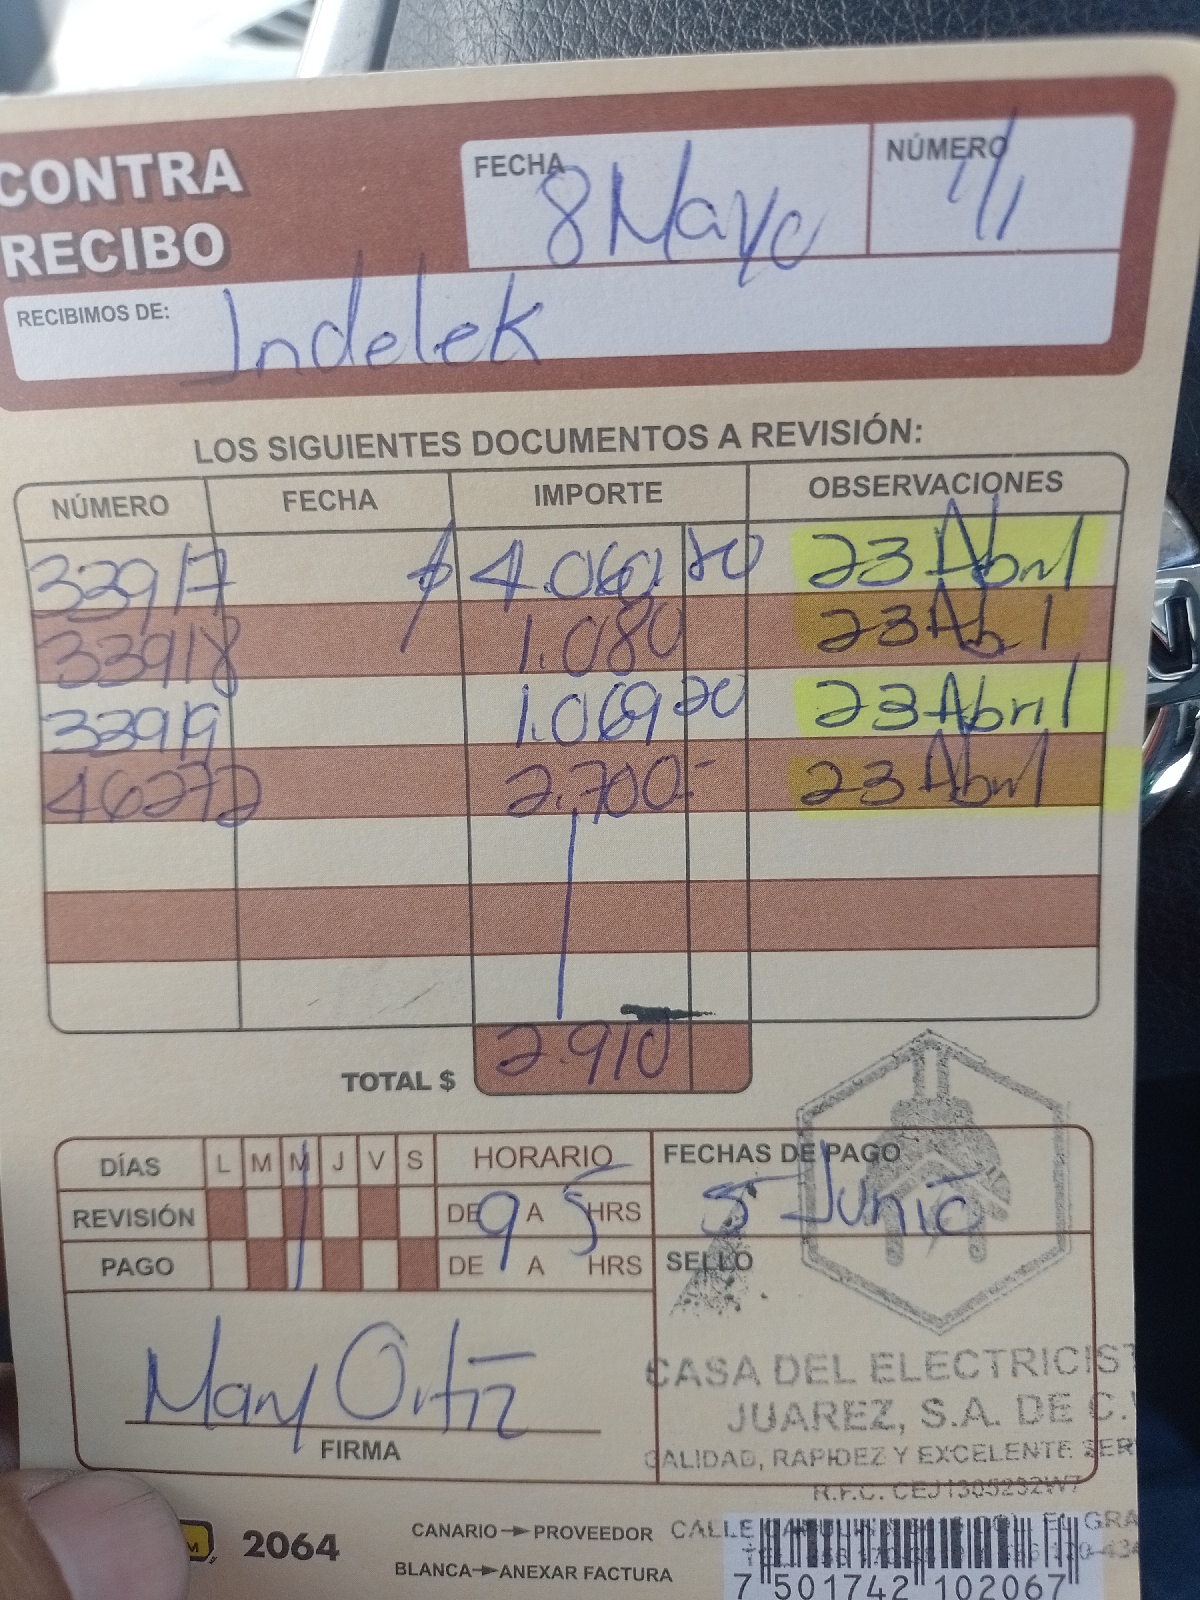 CONTRA
RECIBO
FECHA 8 Mayo
NÚMERO 1/1
RECIBIMOS DE: Indelek
LOS SIGUIENTES DOCUMENTOS A REVISIÓN:
NÚMERO FECHA IMPORTE OBSERVACIONES
33917 $ 4.060. 20 23 Abril
33918 1.080 23 Abril
33919 1.069 20 23 Abril
46272 2,700.- 23 Abril
TOTAL $ 2.910
DÍAS L M M J V S HORARIO FECHAS DE PAGO
REVISIÓN DE 9 A 5 HRS 5 Junio
PAGO DE A HRS SELLO
Mary Ortiz
FIRMA
CASA DEL ELECTRICIST
JUAREZ, S.A. DE C.V
CALIDAD, RAPIDEZ Y EXCELENTE SER
R.F.C. CEJ1305232W7
2064
CANARIO→PROVEEDOR
BLANCA→ANEXAR FACTURA
CALLE
GRA
7 501742 102067